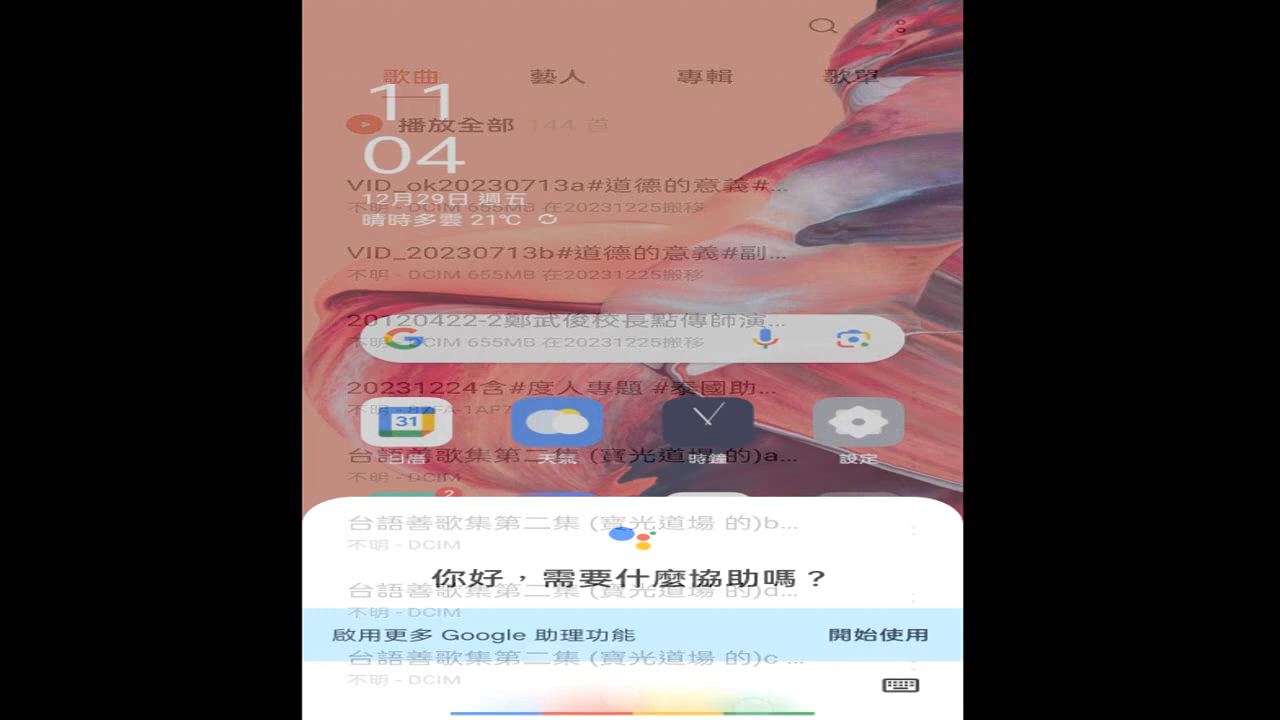 歌曲 藝人 專輯 歌單
11
播放全部 144 首
04
VID_ok20230713a#道德的意義#...
12月29日 週五
不明 - DCIM 655MB 在20231225搬移
晴時多雲 21°C
VID_20230713b#道德的意義#副...
不明 - DCIM 655MB 在20231225搬移
20120422-2鄭武俊校長點傳師演...
不明 - DCIM 655MB 在20231225搬移
20231224含#度人專題 #泰國助...
不明 - 87FA-1AF7
31
台語善歌集第二集 (寶光道場 的)a...
日曆 天氣 時鐘 設定
不明 - DCIM
2
台語善歌集第二集 (寶光道場 的)b...
不明 - DCIM
你好，需要什麼協助嗎？
台語善歌集第二集 (寶光道場 的)d...
不明 - DCIM
啟用更多 Google 助理功能 開始使用
台語善歌集第二集 (寶光道場 的)c ...
不明 - DCIM